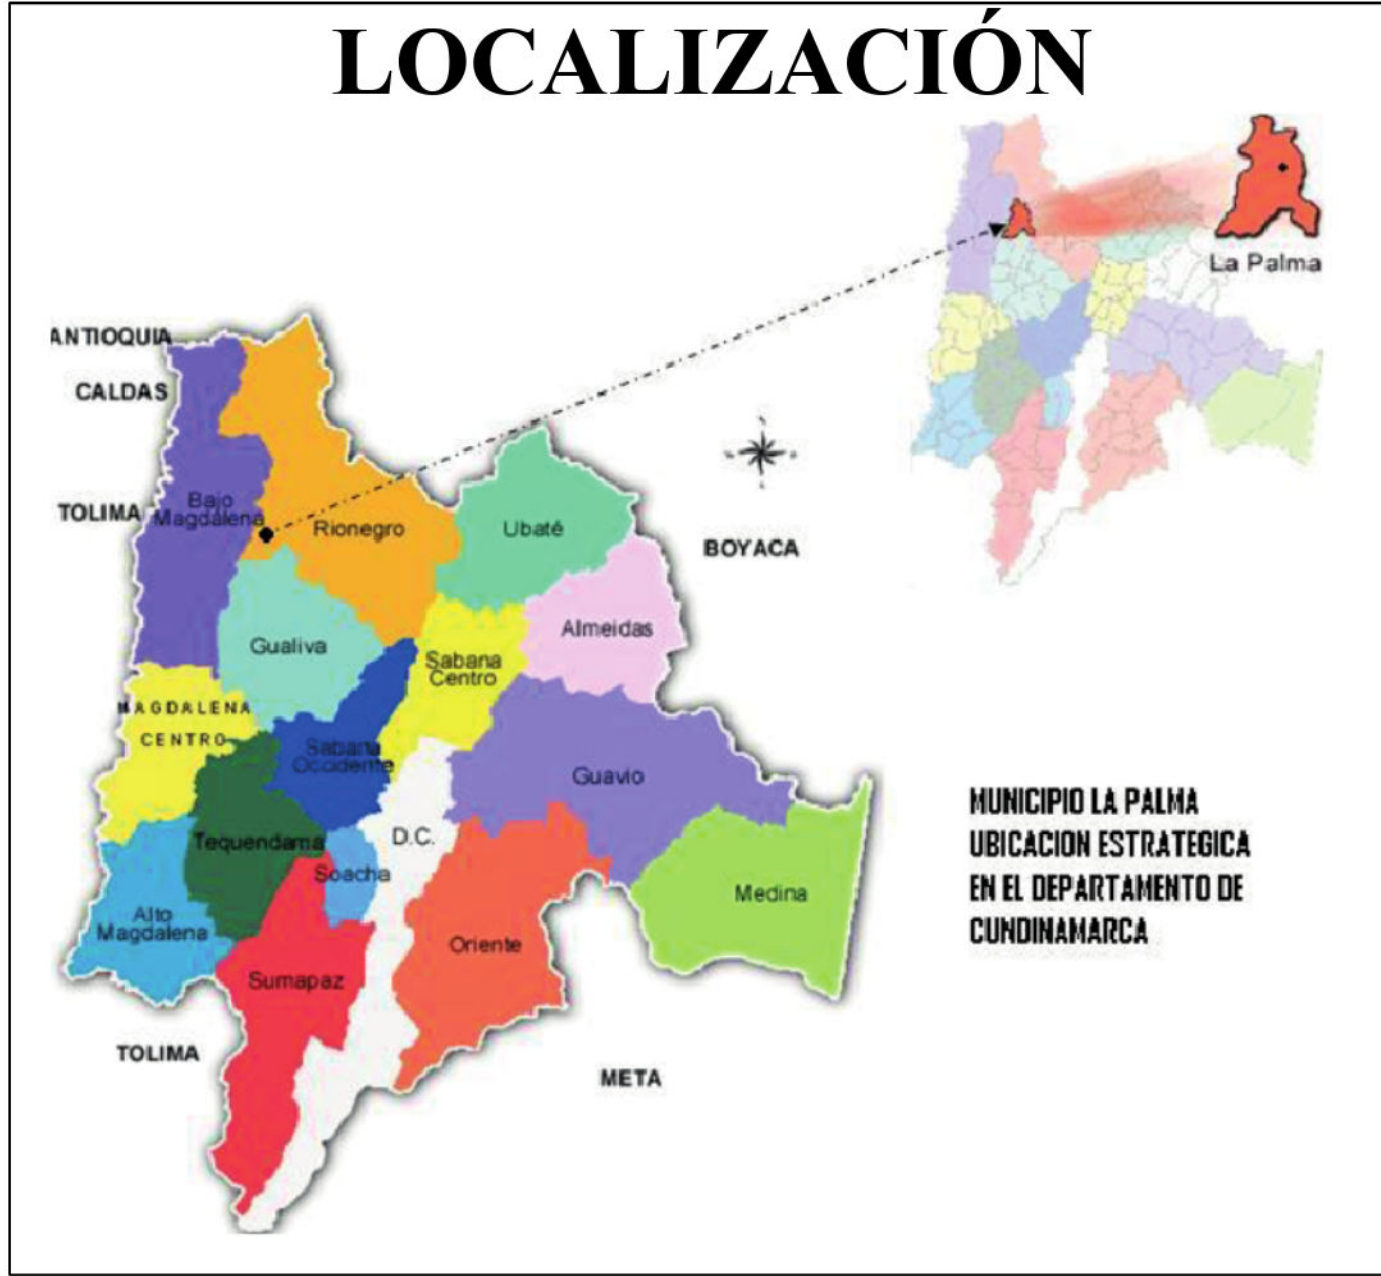 LOCALIZACIÓN
La Palma
ANTIOQUIA
CALDAS
TOLIMA
Bajo
Magdalena
Rionegro
Ubaté
BOYACA
Gualiva
Almeidas
Sabana
Centro
MAGDALENA
CENTRO
Sabana
Occidente
Guavio
MUNICIPIO LA PALMA
UBICACION ESTRATEGICA
EN EL DEPARTAMENTO DE
CUNDINAMARCA
Tequendama
D.C.
Soacha
Medina
Alto
Magdalena
Oriente
Sumapaz
TOLIMA
META